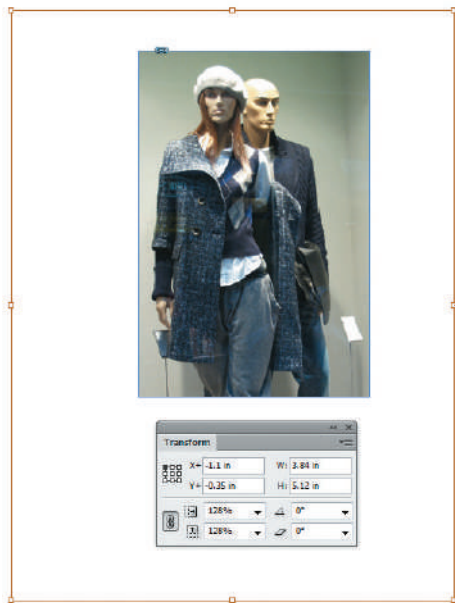 Transform
X+ -1.1 in W: 3.84 in
Y+ -0.35 in H: 5.12 in
128% 0°
128% 0°